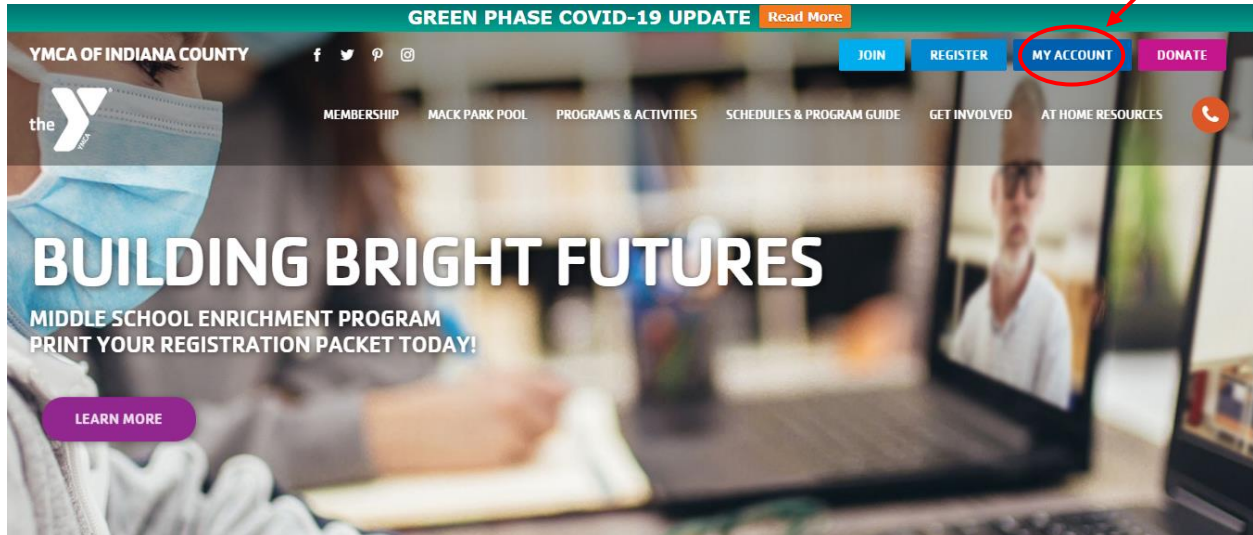 GREEN PHASE COVID-19 UPDATE Read More
YMCA OF INDIANA COUNTY
JOIN REGISTER MY ACCOUNT DONATE
the YMCA
MEMBERSHIP MACK PARK POOL PROGRAMS & ACTIVITIES SCHEDULES & PROGRAM GUIDE GET INVOLVED AT HOME RESOURCES
BUILDING BRIGHT FUTURES
MIDDLE SCHOOL ENRICHMENT PROGRAM
PRINT YOUR REGISTRATION PACKET TODAY!
LEARN MORE